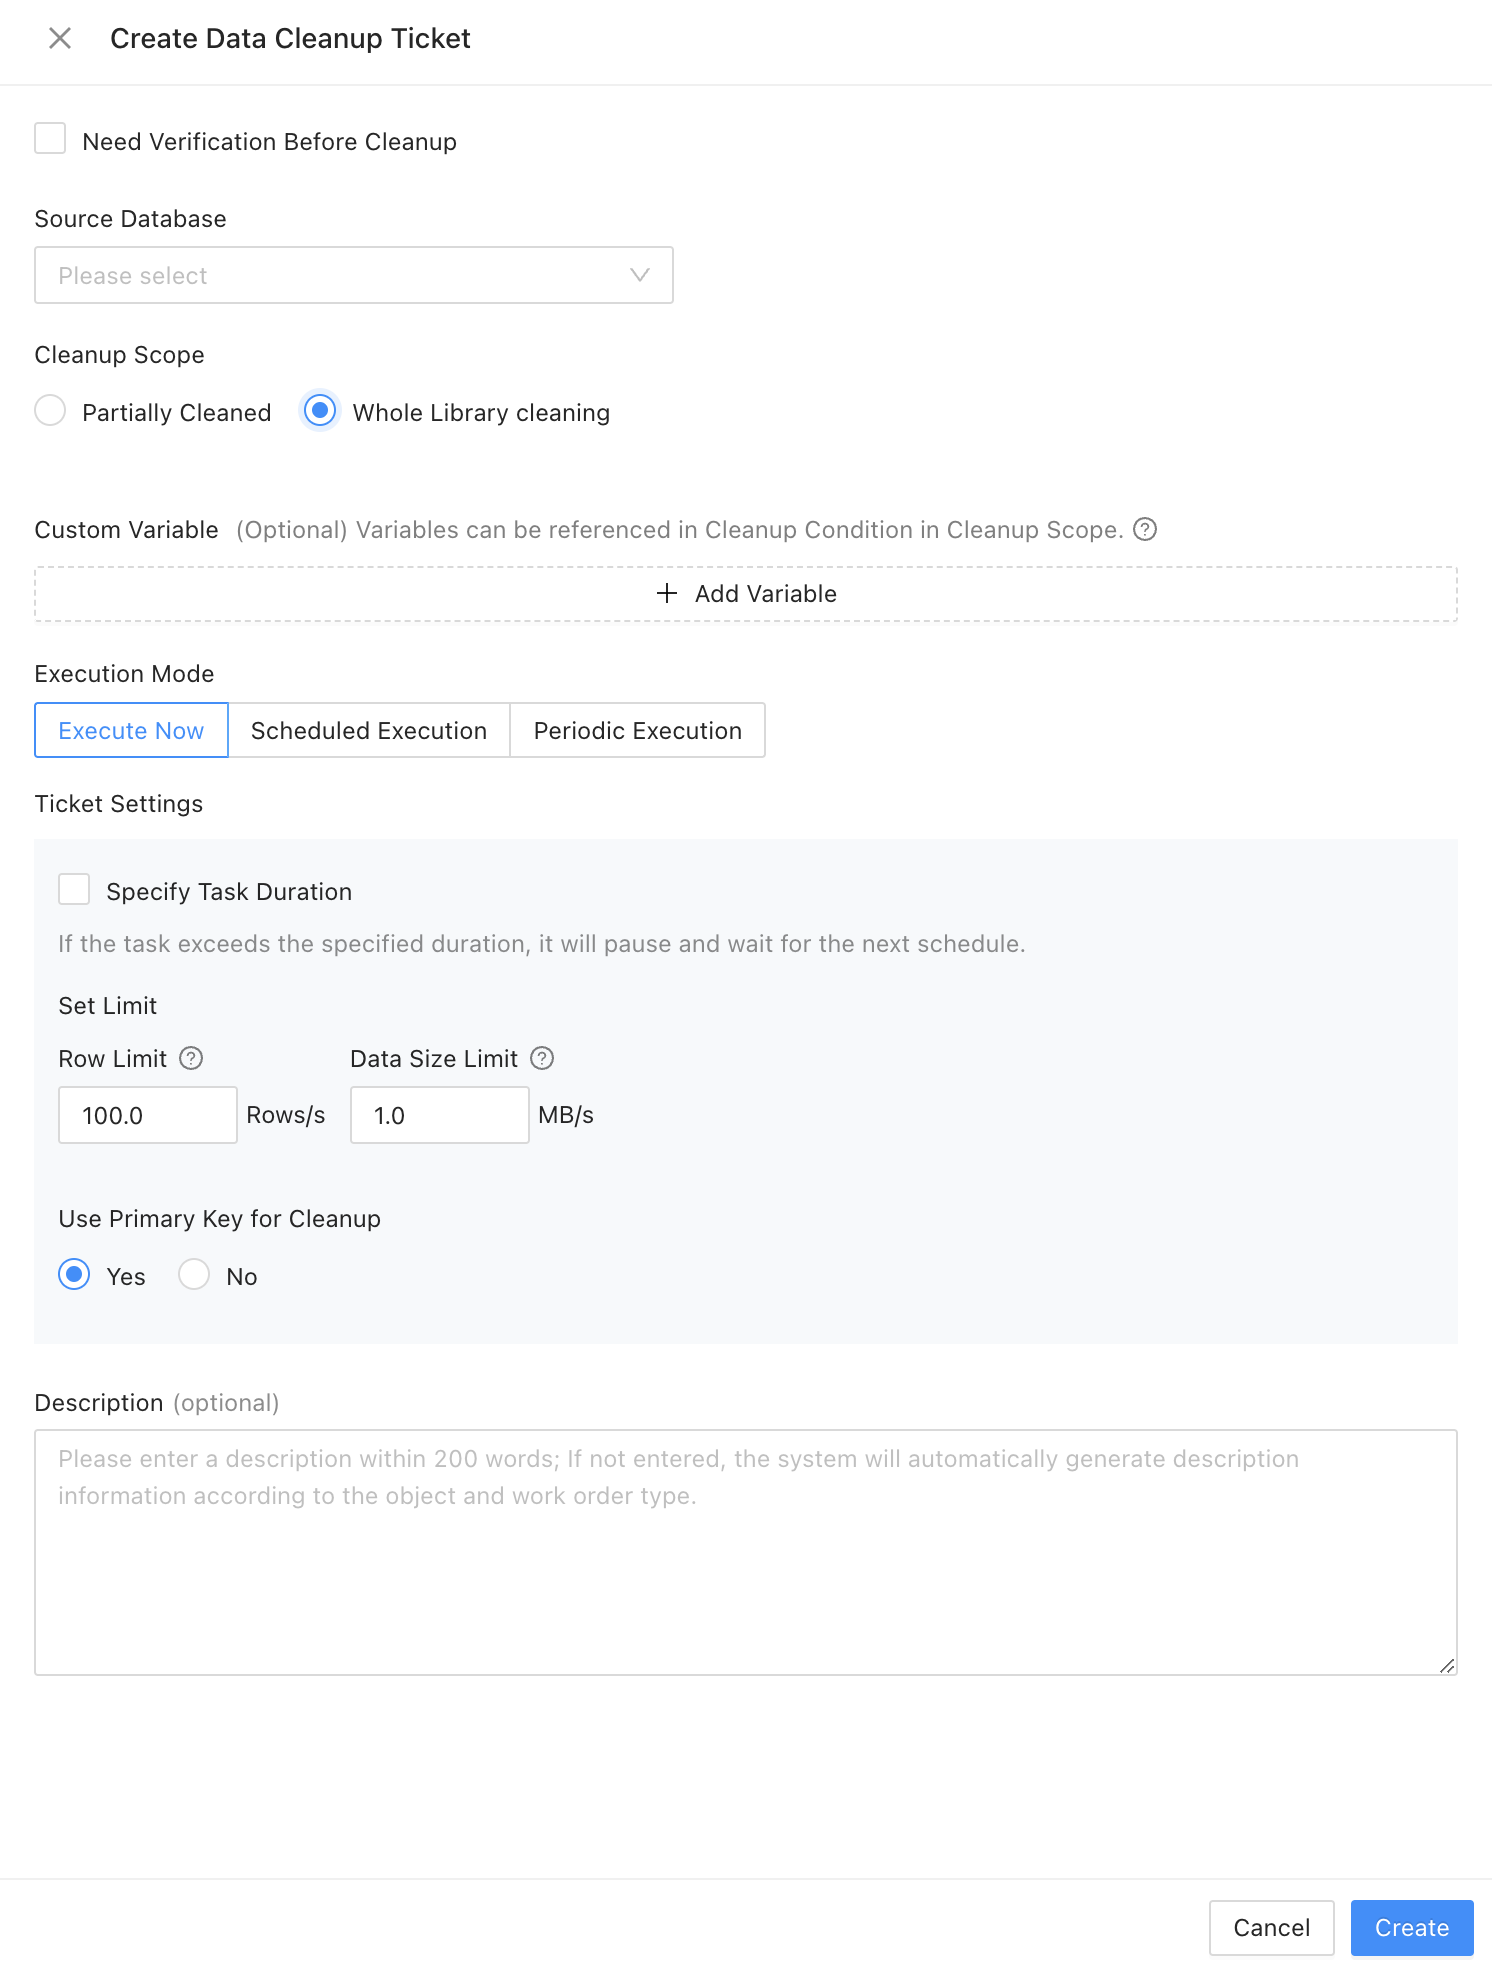 Create Data Cleanup Ticket
Need Verification Before Cleanup
Source Database
Please select
Cleanup Scope
Partially Cleaned
Whole Library cleaning
Custom Variable (Optional) Variables can be referenced in Cleanup Condition in Cleanup Scope.
Add Variable
Execution Mode
Execute Now
Scheduled Execution
Periodic Execution
Ticket Settings
Specify Task Duration
If the task exceeds the specified duration, it will pause and wait for the next schedule.
Set Limit
Row Limit
Data Size Limit
100.0 Rows/s
1.0 MB/s
Use Primary Key for Cleanup
Yes
No
Description (optional)
Please enter a description within 200 words; If not entered, the system will automatically generate description
information according to the object and work order type.
Cancel
Create